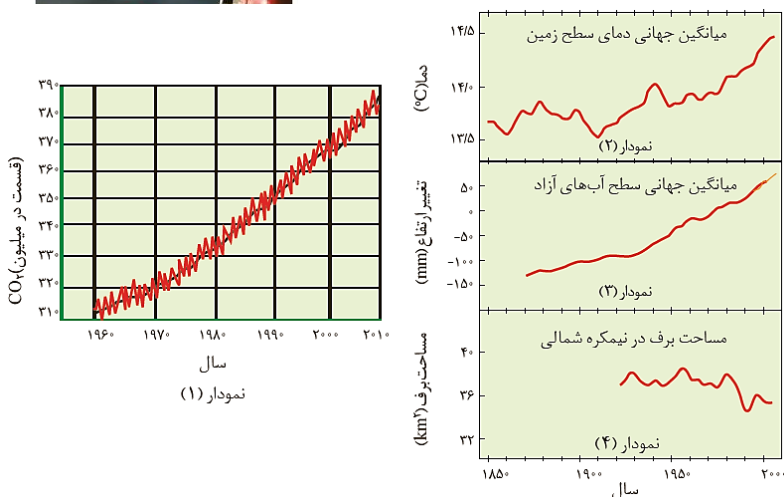 ۳۹۰
۳۸۰
۳۷۰
۳۶۰
۳۵۰
۳۴۰
۳۳۰
۳۲۰
۳۱۰
CO₂(قسمت در میلیون)
۱۹۶۰ ۱۹۷۰ ۱۹۸۰ ۱۹۹۰ ۲۰۰۰ ۲۰۱۰
سال
نمودار (۱)
میانگین جهانی دمای سطح زمین
دما(°C)
۱۴/۵
۱۴/۰
۱۳/۵
نمودار (۲)
میانگین جهانی سطح آب‌های آزاد
تغییر ارتفاع (mm)
۵۰
۰
-۵۰
-۱۰۰
-۱۵۰
نمودار (۳)
مساحت برف در نیمکره شمالی
مساحت برف (km²)
۴۰
۳۶
۳۲
نمودار (۴)
۱۸۵۰ ۱۹۰۰ ۱۹۵۰ ۲۰۰۰
سال